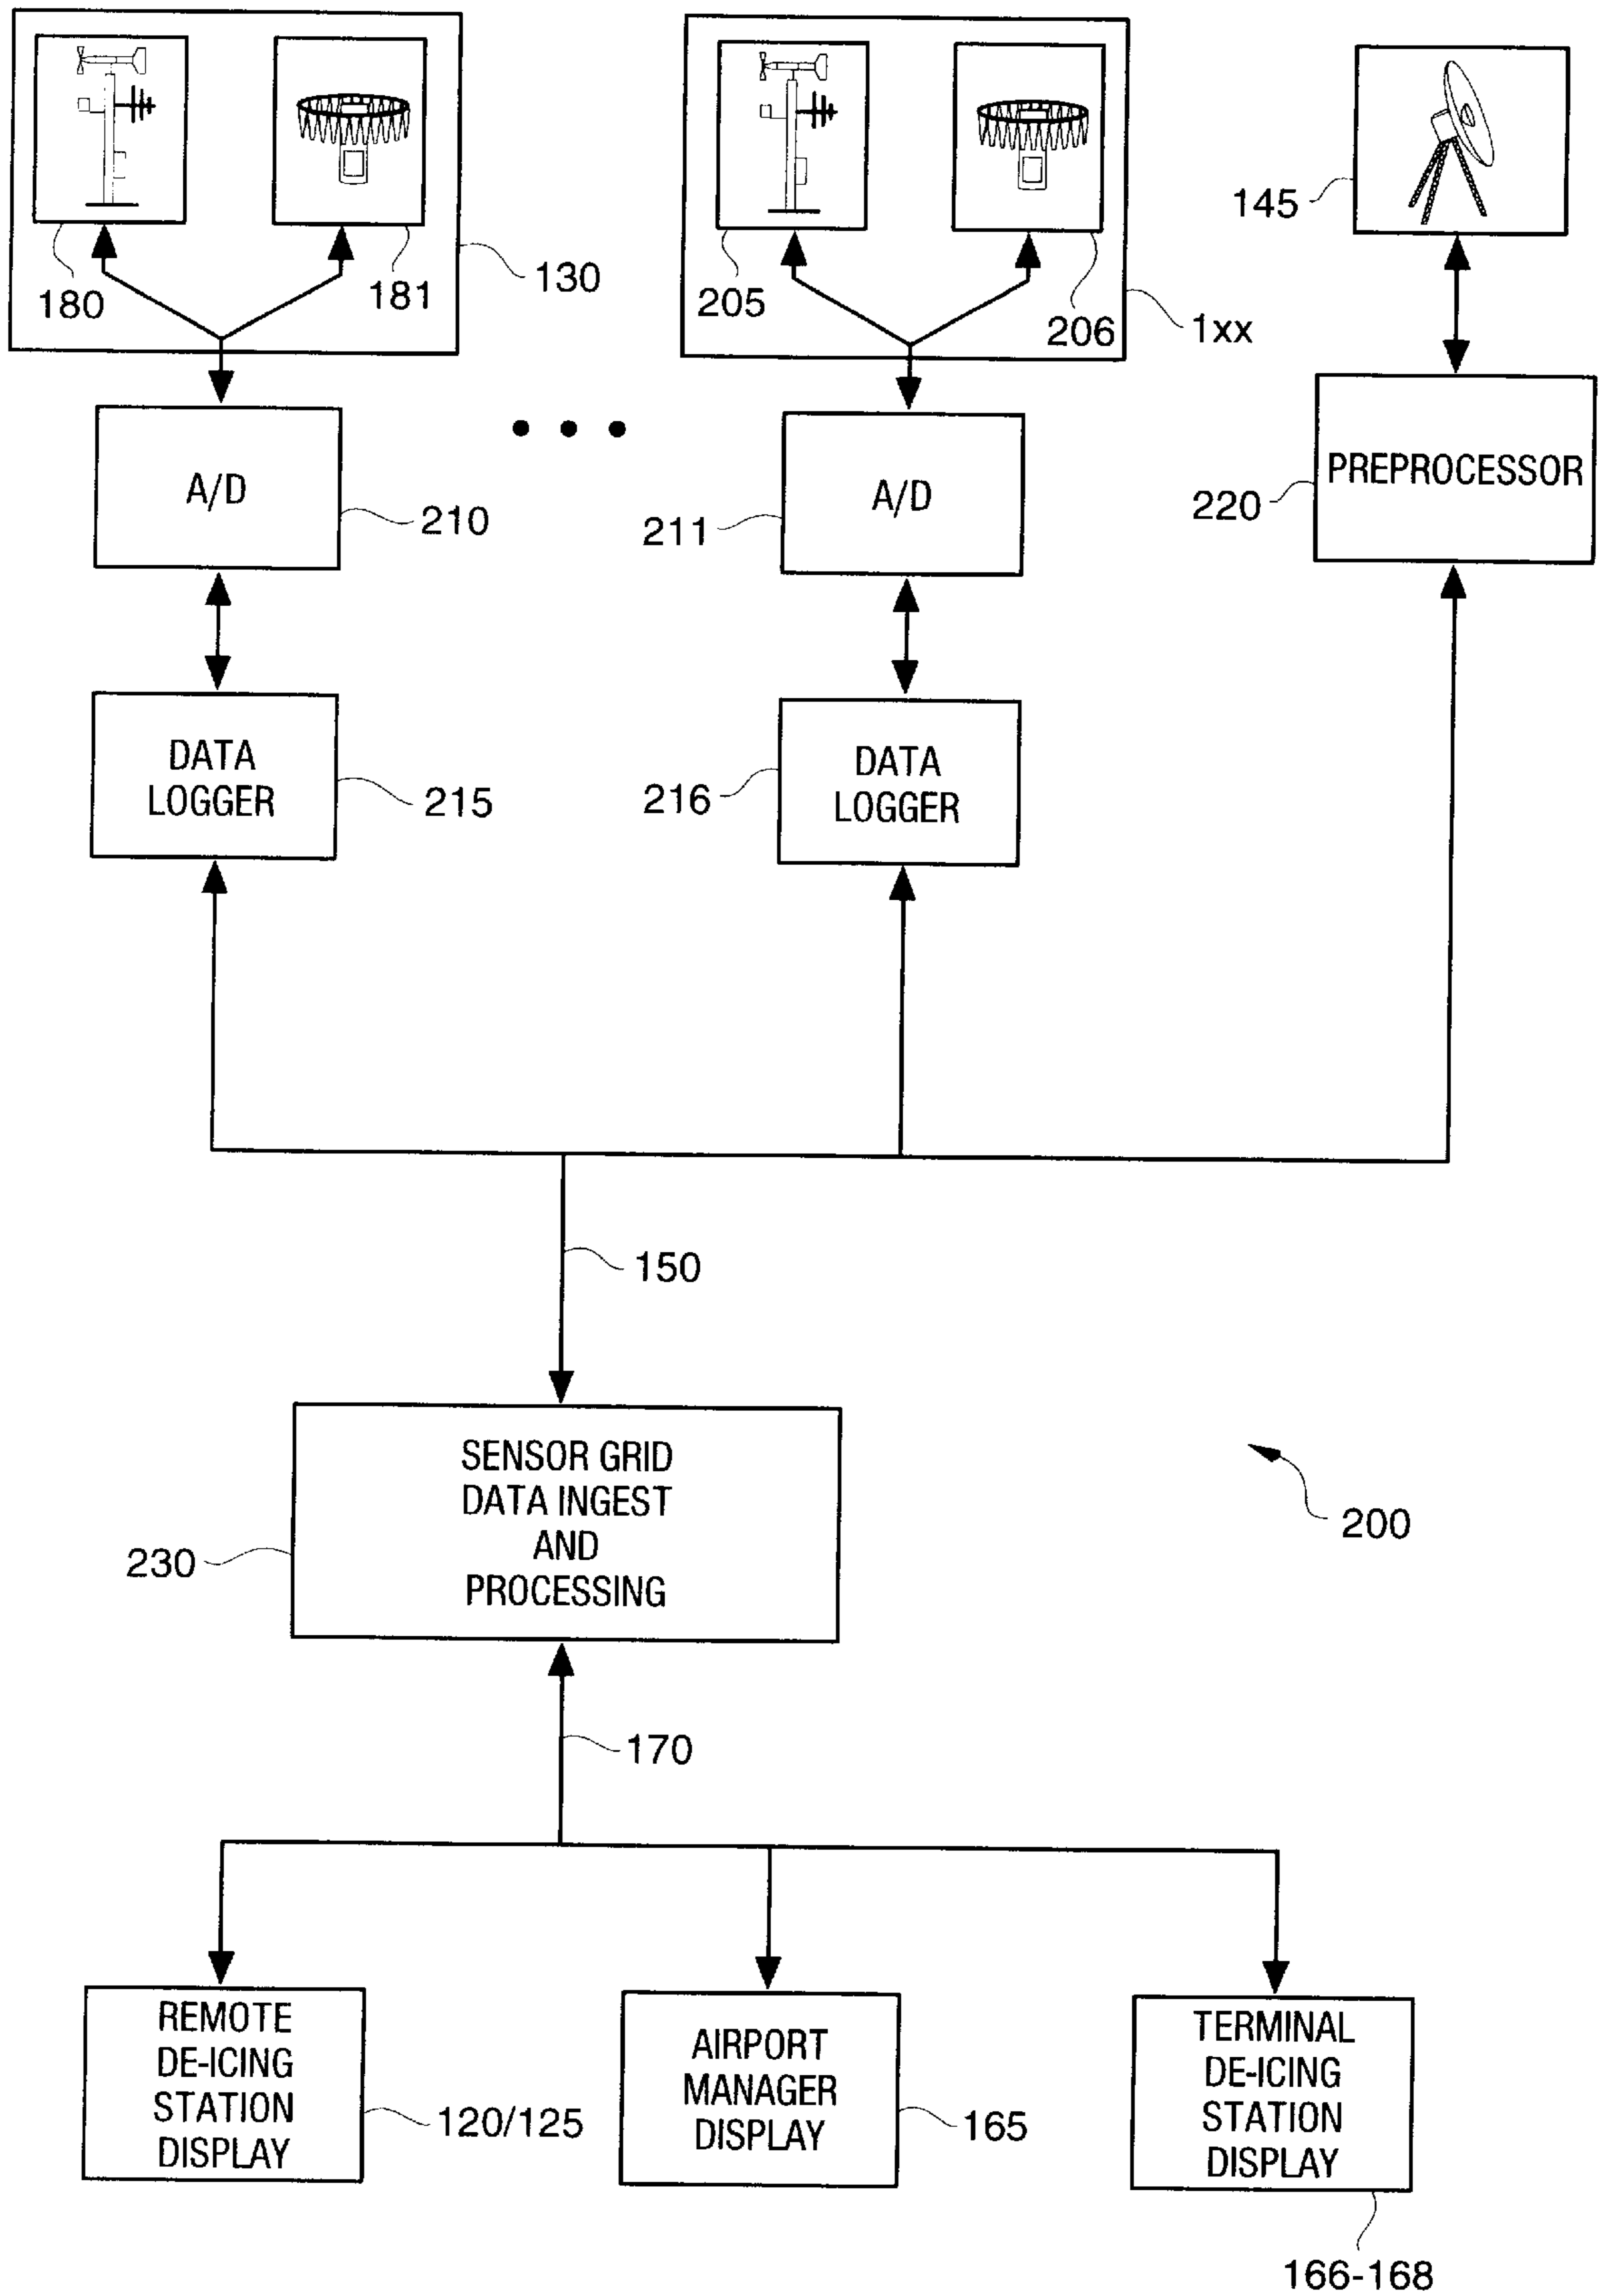 180
181
130
205
206
1xx
145
A/D
210
A/D
211
PREPROCESSOR
220
DATA
LOGGER
215
DATA
LOGGER
216
150
SENSOR GRID
DATA INGEST
AND
PROCESSING
230
200
170
REMOTE
DE-ICING
STATION
DISPLAY
120/125
AIRPORT
MANAGER
DISPLAY
165
TERMINAL
DE-ICING
STATION
DISPLAY
166-168